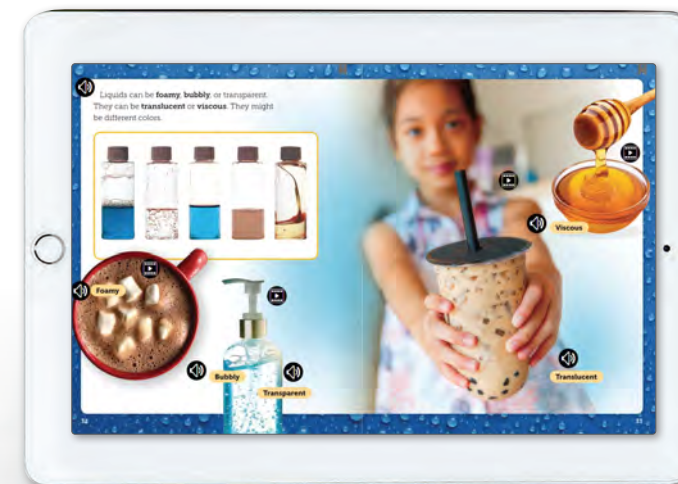 Liquids can be foamy, bubbly, or transparent.
They can be translucent or viscous. They might
be different colors.
Viscous
Foamy
Bubbly
Transparent
Translucent
12